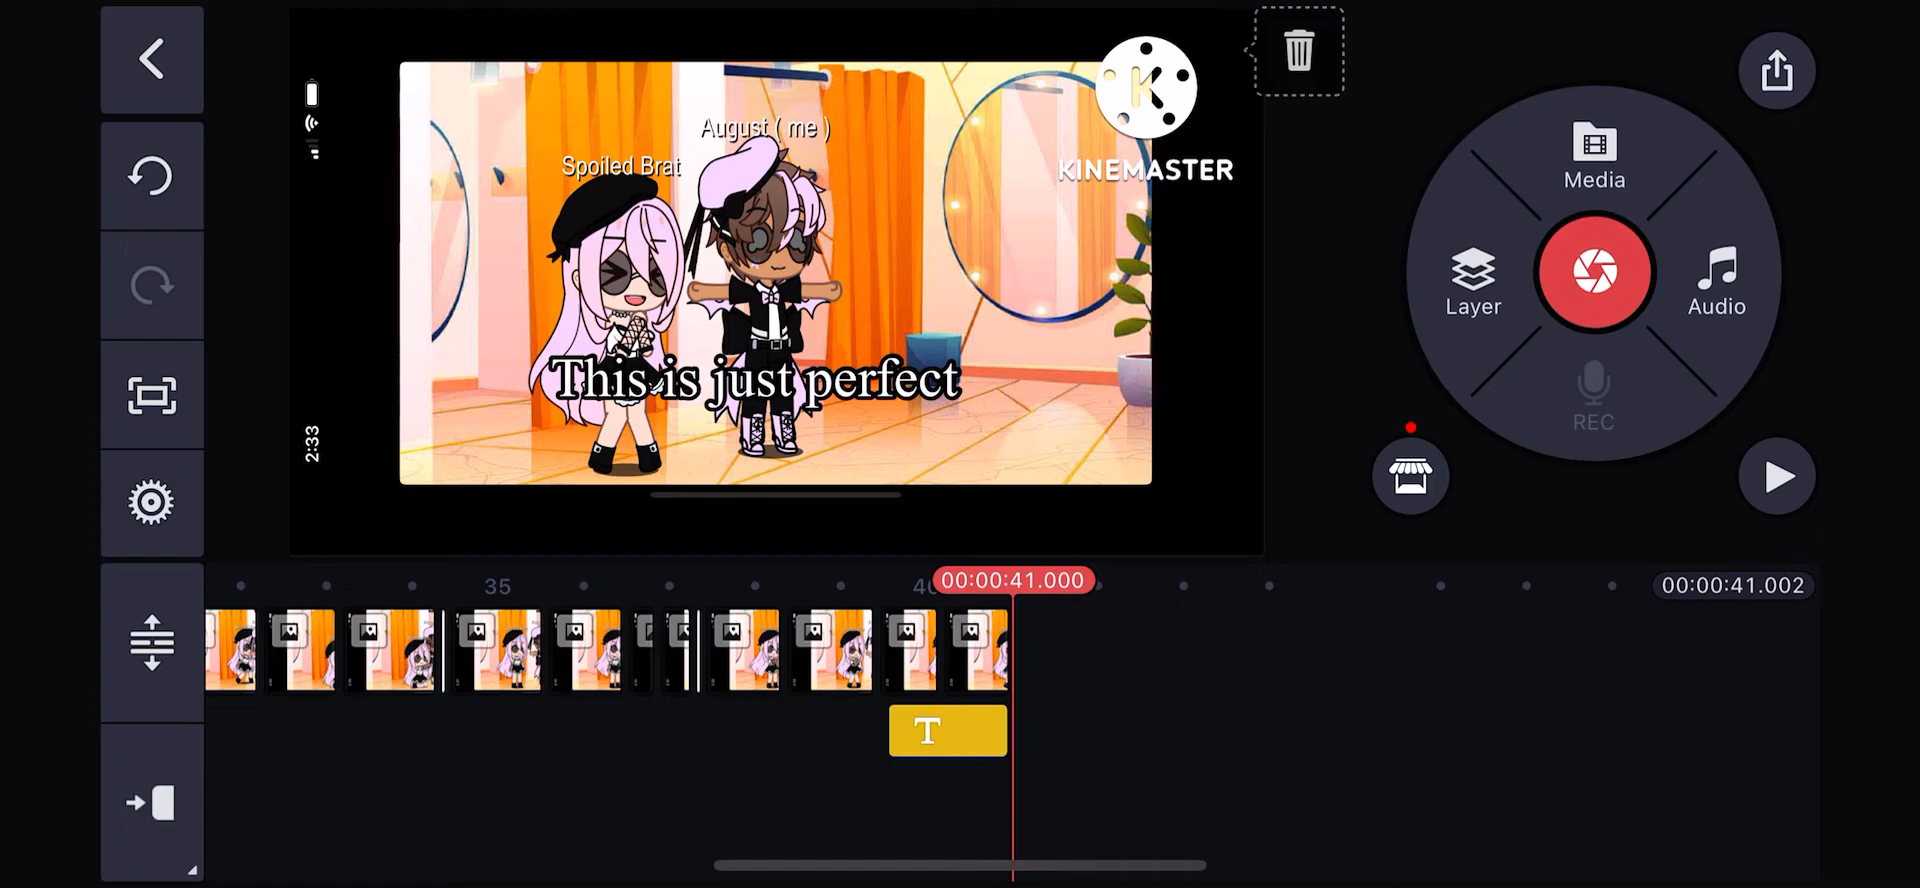 August ( me )
Spoiled Brat
K
KINEMASTER
This is just perfect
2:33
Media
Layer
Audio
REC
35
40
00:00:41.000
00:00:41.002
T